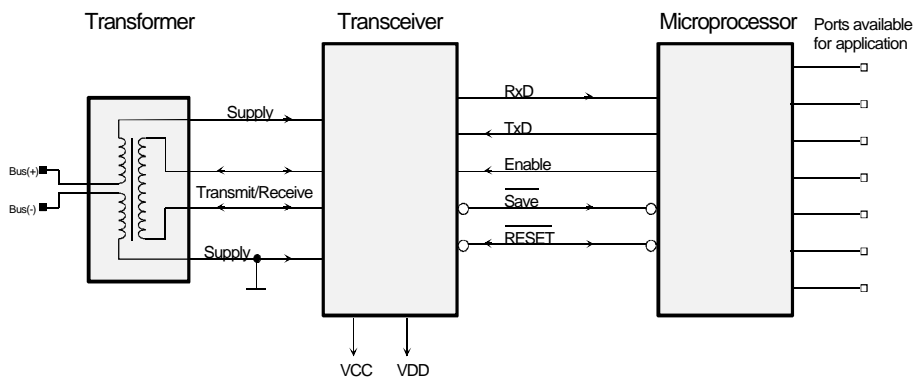 Transformer
Transceiver
Microprocessor
Ports available
for application
Supply
RxD
TxD
Bus(+)
Enable
Transmit/Receive
Save
Bus(-)
RESET
Supply
VCC
VDD